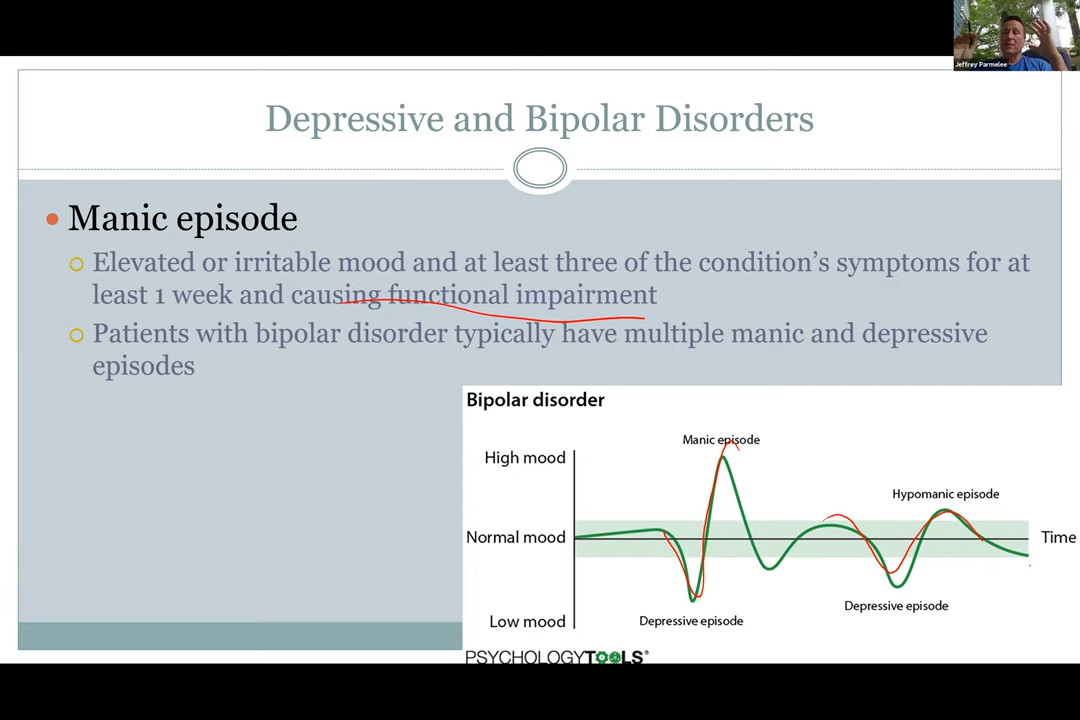 Jeffrey Parmelee
Depressive and Bipolar Disorders
Manic episode
Elevated or irritable mood and at least three of the condition’s symptoms for at
least 1 week and causing functional impairment
Patients with bipolar disorder typically have multiple manic and depressive
episodes
Bipolar disorder
Manic episode
High mood
Hypomanic episode
Normal mood
Time
Depressive episode
Low mood
Depressive episode
PSYCHOLOGYTOOLS®